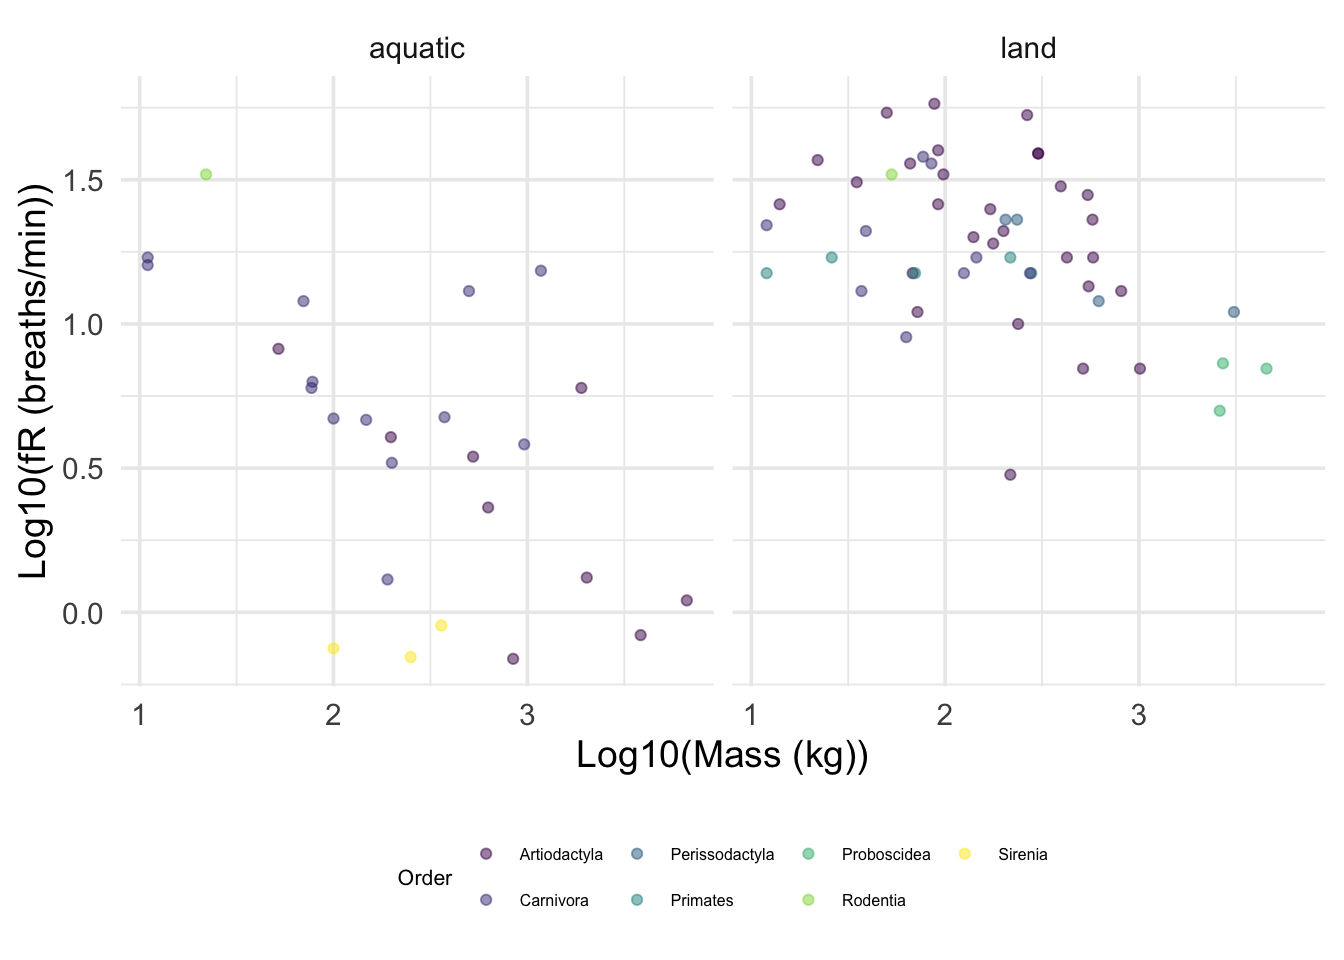 aquatic land
Log10(fR (breaths/min))
1.5
1.0
0.5
0.0
1 2 3 1 2 3
Log10(Mass (kg))
Order
Artiodactyla Perissodactyla Proboscidea Sirenia
Carnivora Primates Rodentia